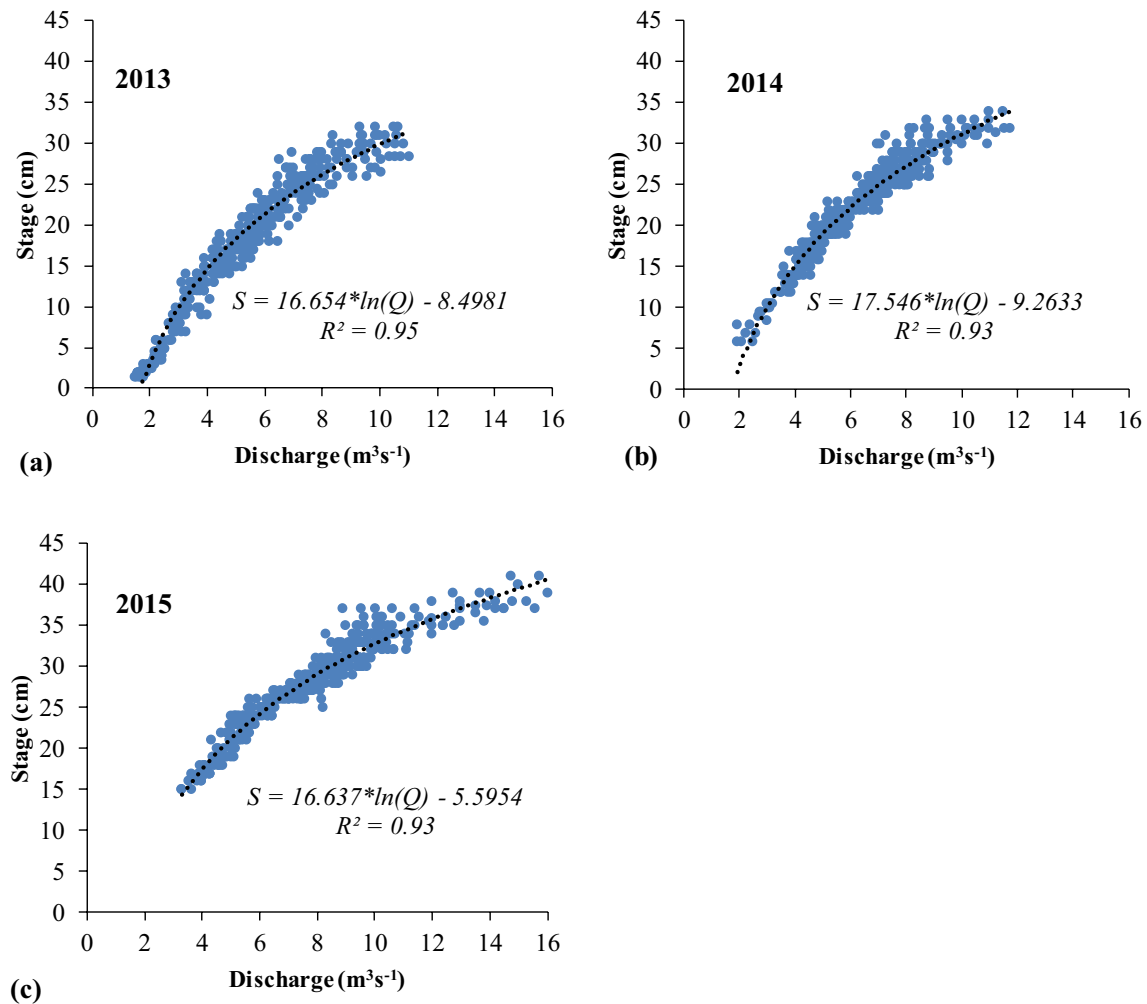 2013
45
40
35
30
25
20
15
10
5
0
Stage (cm)
S = 16.654*ln(Q) - 8.4981
R² = 0.95
0 2 4 6 8 10 12 14 16
Discharge (m³s⁻¹)
(a)
2014
45
40
35
30
25
20
15
10
5
0
Stage (cm)
S = 17.546*ln(Q) - 9.2633
R² = 0.93
0 2 4 6 8 10 12 14 16
Discharge (m³s⁻¹)
(b)
2015
45
40
35
30
25
20
15
10
5
0
Stage (cm)
S = 16.637*ln(Q) - 5.5954
R² = 0.93
0 2 4 6 8 10 12 14 16
Discharge (m³s⁻¹)
(c)